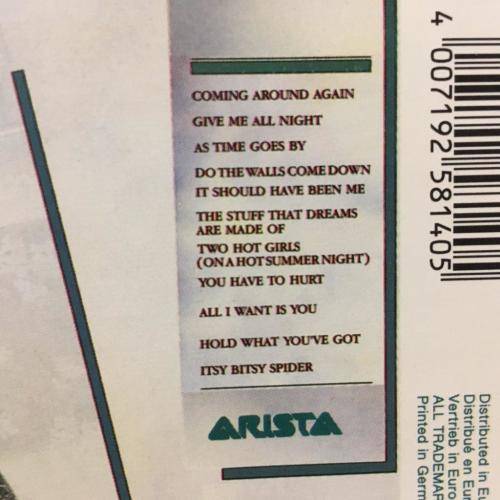 COMING AROUND AGAIN
GIVE ME ALL NIGHT
AS TIME GOES BY
DO THE WALLS COME DOWN
IT SHOULD HAVE BEEN ME
THE STUFF THAT DREAMS
ARE MADE OF
TWO HOT GIRLS
(ON A HOT SUMMER NIGHT)
YOU HAVE TO HURT
ALL I WANT IS YOU
HOLD WHAT YOU'VE GOT
ITSY BITSY SPIDER
ARISTA
4 007192 581405
Distributed in Eu
Distribué en Eur
Vertrieb in Euro
ALL TRADEMAR
Printed in Germ